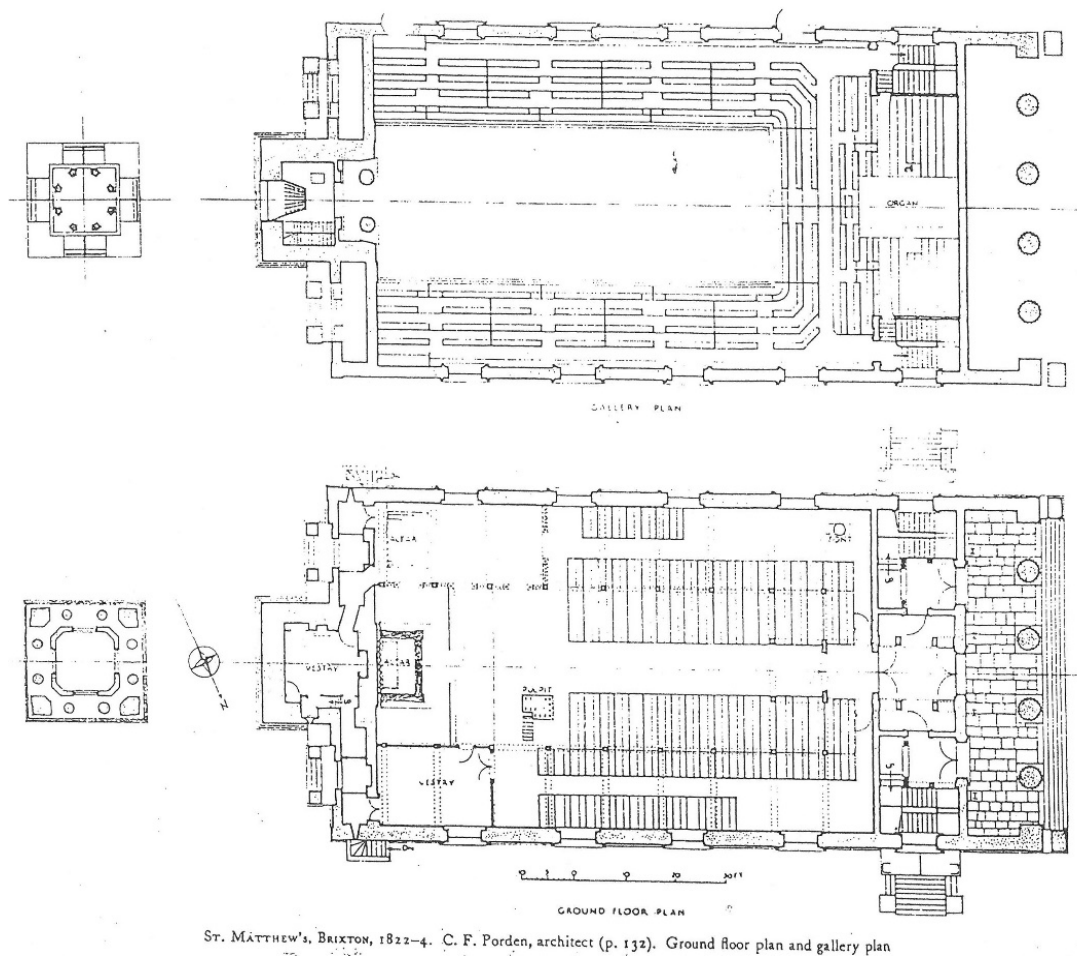 ORGAN
GALLERY PLAN
ALTAR
FONT
VESTRY
ALTAR
PULPIT
N
VESTRY
GROUND FLOOR PLAN
ST. MATTHEW'S, BRIXTON, 1822–4. C. F. Porden, architect (p. 132). Ground floor plan and gallery plan